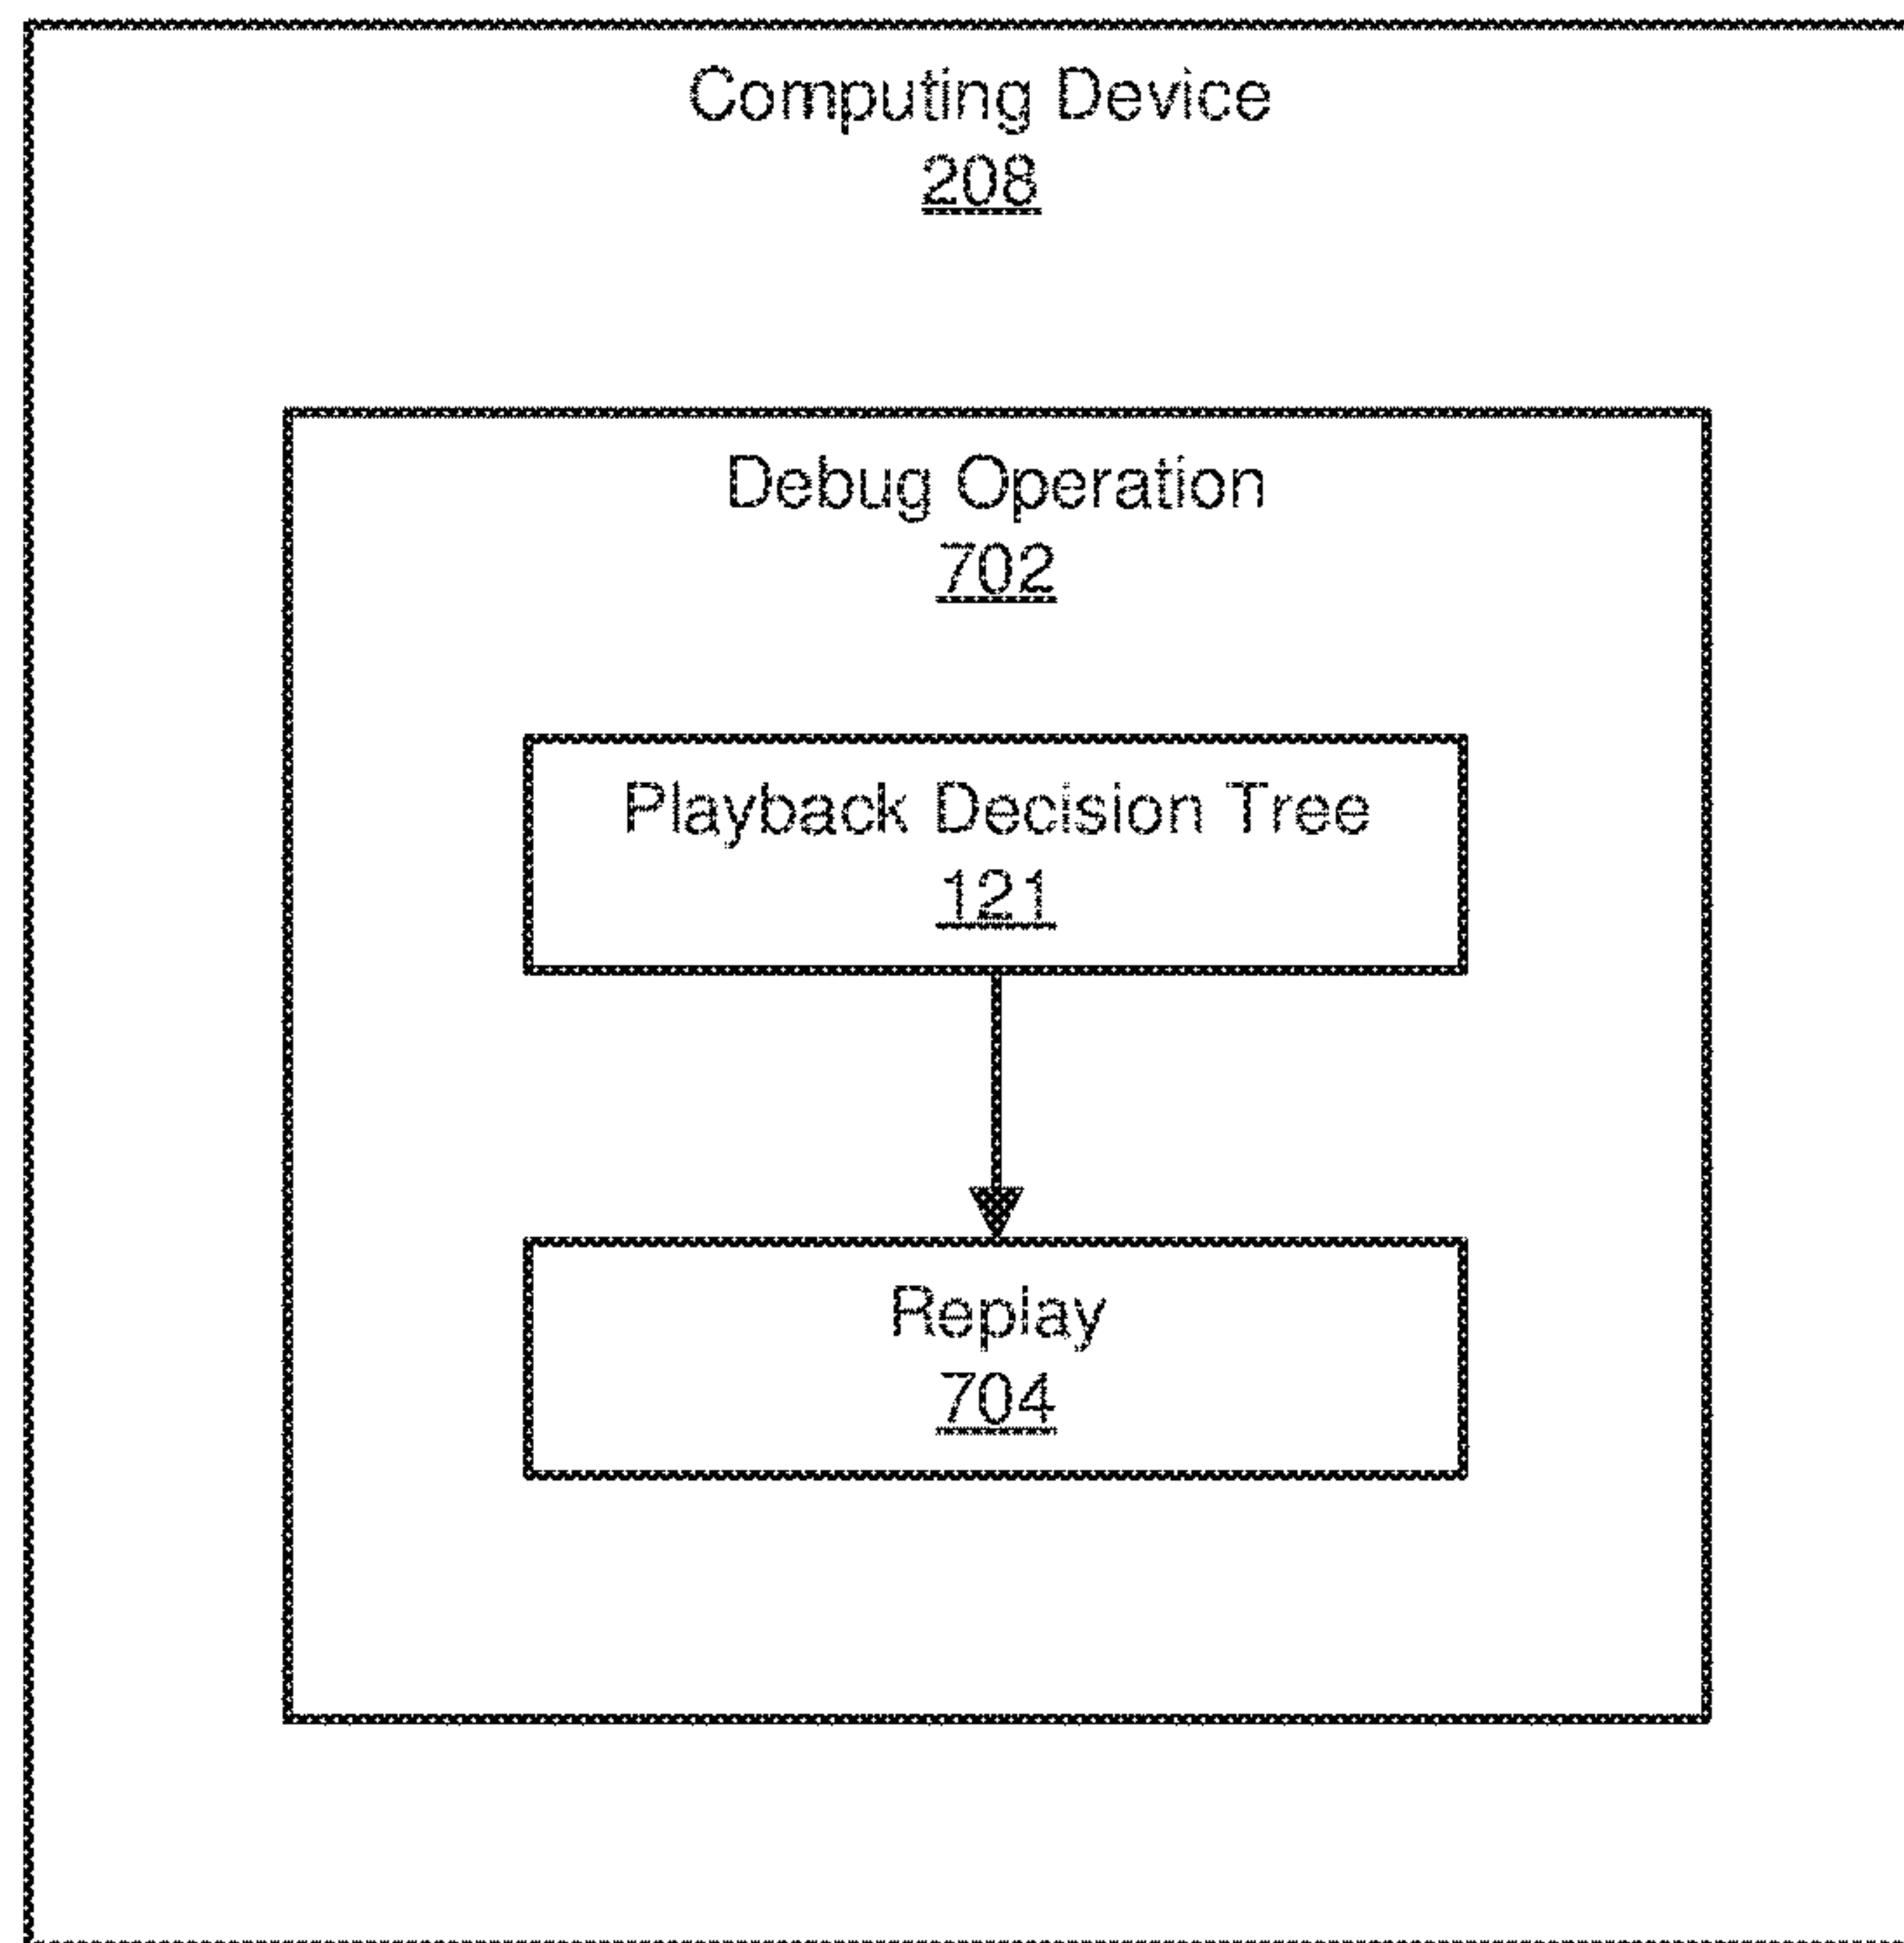 Computing Device
208
Debug Operation
702
Playback Decision Tree
121
Replay
704